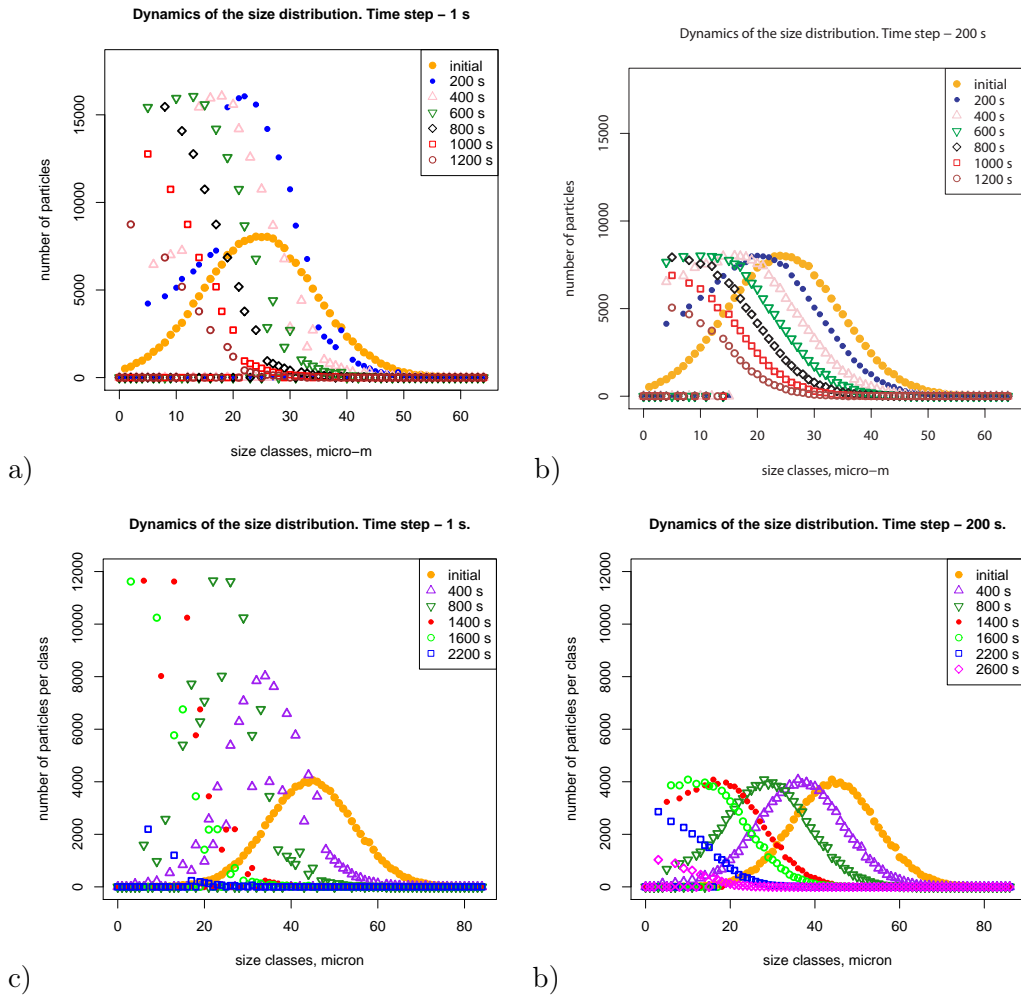 Dynamics of the size distribution. Time step − 1 s
number of particles
0 5000 10000 15000
initial
200 s
400 s
600 s
800 s
1000 s
1200 s
0 10 20 30 40 50 60
size classes, micro−m
a)
Dynamics of the size distribution. Time step − 200 s
number of particles
0 5000 10000 15000
initial
200 s
400 s
600 s
800 s
1000 s
1200 s
0 10 20 30 40 50 60
size classes, micro−m
b)
Dynamics of the size distribution. Time step − 1 s.
number of particles per class
0 2000 4000 6000 8000 10000 12000
initial
400 s
800 s
1400 s
1600 s
2200 s
0 20 40 60 80
size classes, micron
c)
Dynamics of the size distribution. Time step − 200 s.
number of particles per class
0 2000 4000 6000 8000 10000 12000
initial
400 s
800 s
1400 s
1600 s
2200 s
2600 s
0 20 40 60 80
size classes, micron
b)